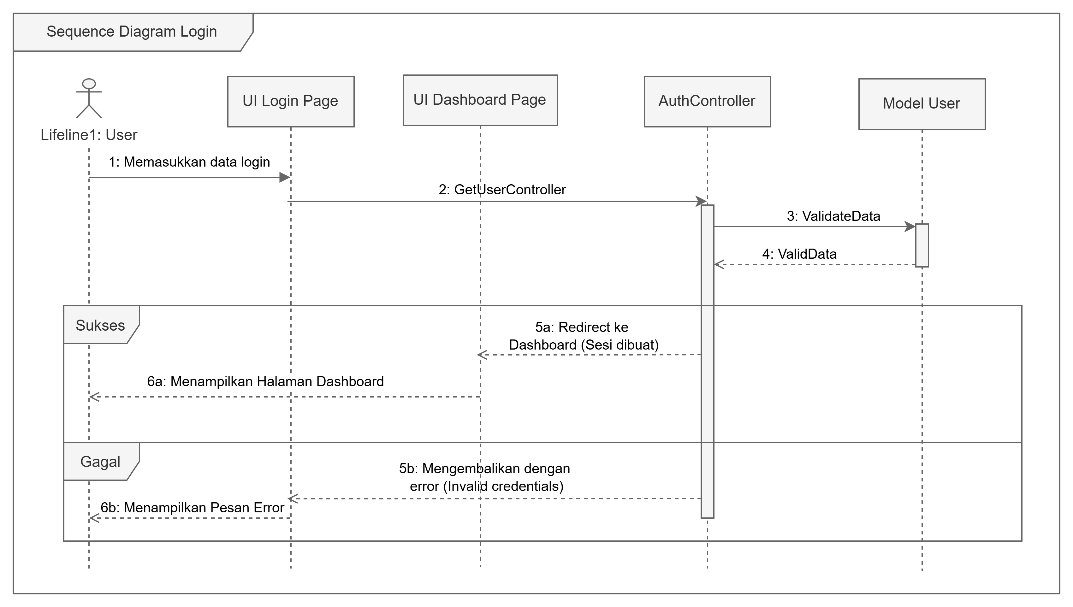 Sequence Diagram Login
Lifeline1: User
UI Login Page
UI Dashboard Page
AuthController
Model User
1: Memasukkan data login
2: GetUserController
3: ValidateData
4: ValidData
Sukses
5a: Redirect ke
Dashboard (Sesi dibuat)
6a: Menampilkan Halaman Dashboard
Gagal
5b: Mengembalikan dengan
error (Invalid credentials)
6b: Menampilkan Pesan Error